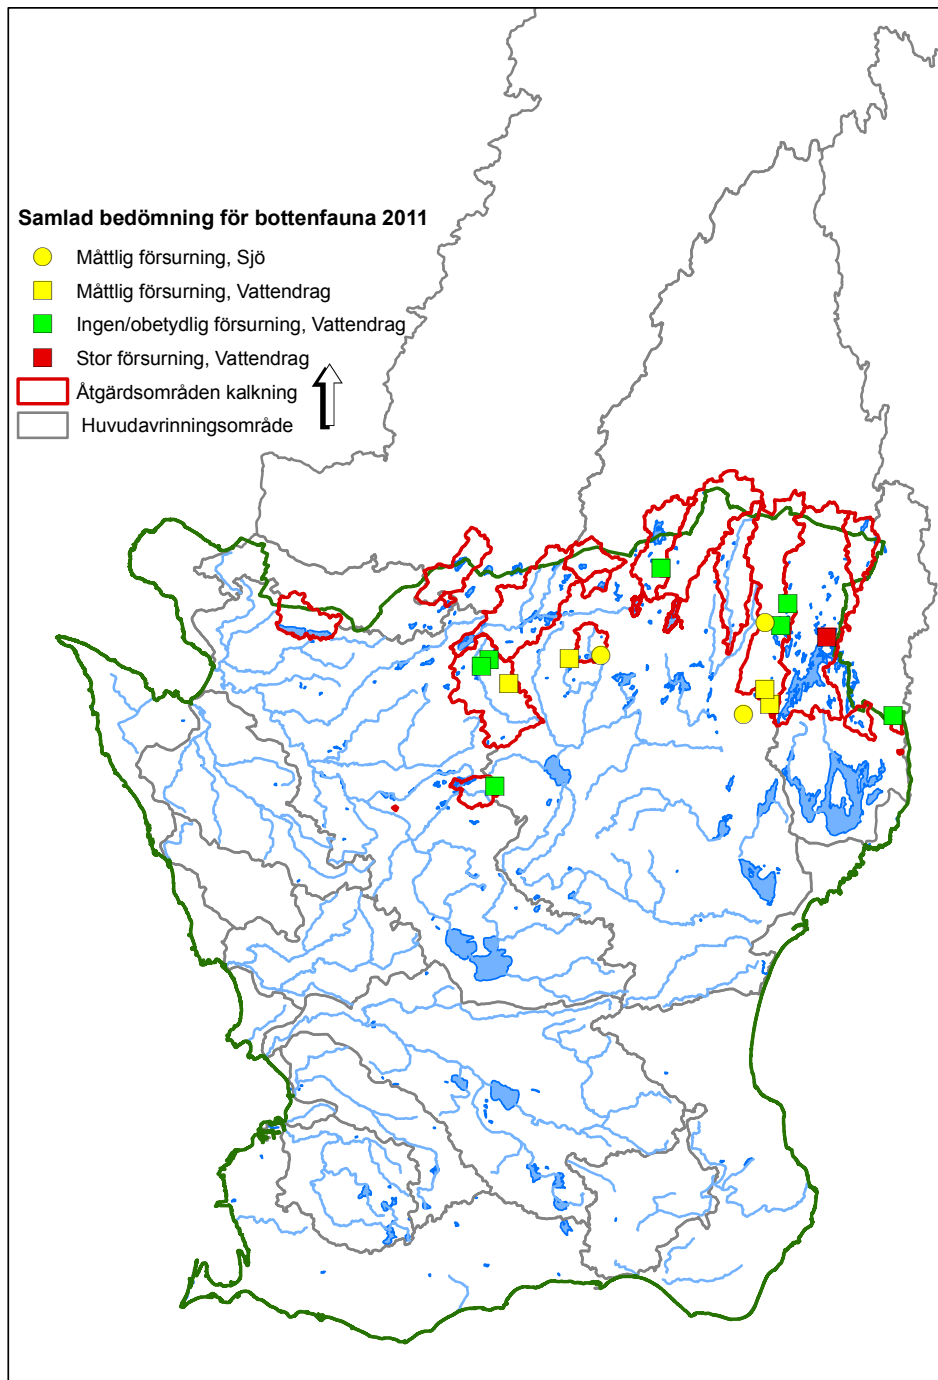 Samlad bedömning för bottenfauna 2011
Måttlig försurning, Sjö
Måttlig försurning, Vattendrag
Ingen/obetydlig försurning, Vattendrag
Stor försurning, Vattendrag
Åtgärdsområden kalkning
Huvudavrinningsområde